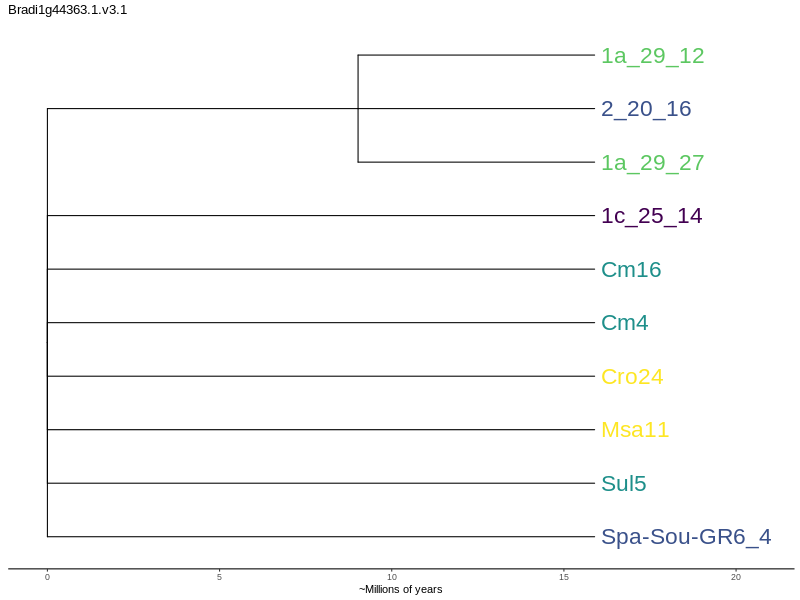 Bradi1g44363.1.v3.1
1a_29_12
2_20_16
1a_29_27
1c_25_14
Cm16
Cm4
Cro24
Msa11
Sul5
Spa-Sou-GR6_4
0 5 10 15 20
~Millions of years